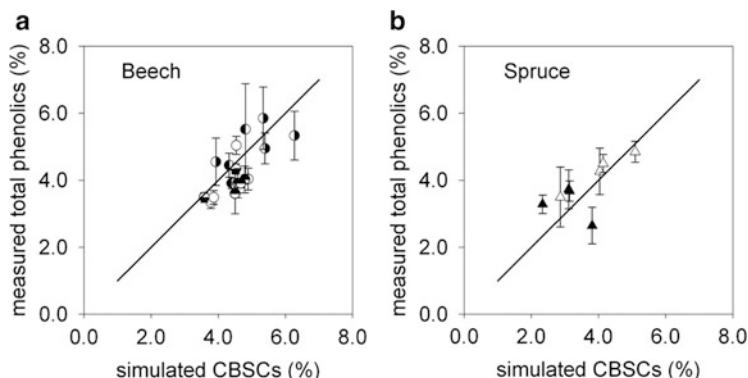 a
Beech
measured total phenolics (%)
8.0
6.0
4.0
2.0
0.0
0.0 2.0 4.0 6.0 8.0
simulated CBSCs (%)
b
Spruce
measured total phenolics (%)
8.0
6.0
4.0
2.0
0.0
0.0 2.0 4.0 6.0 8.0
simulated CBSCs (%)